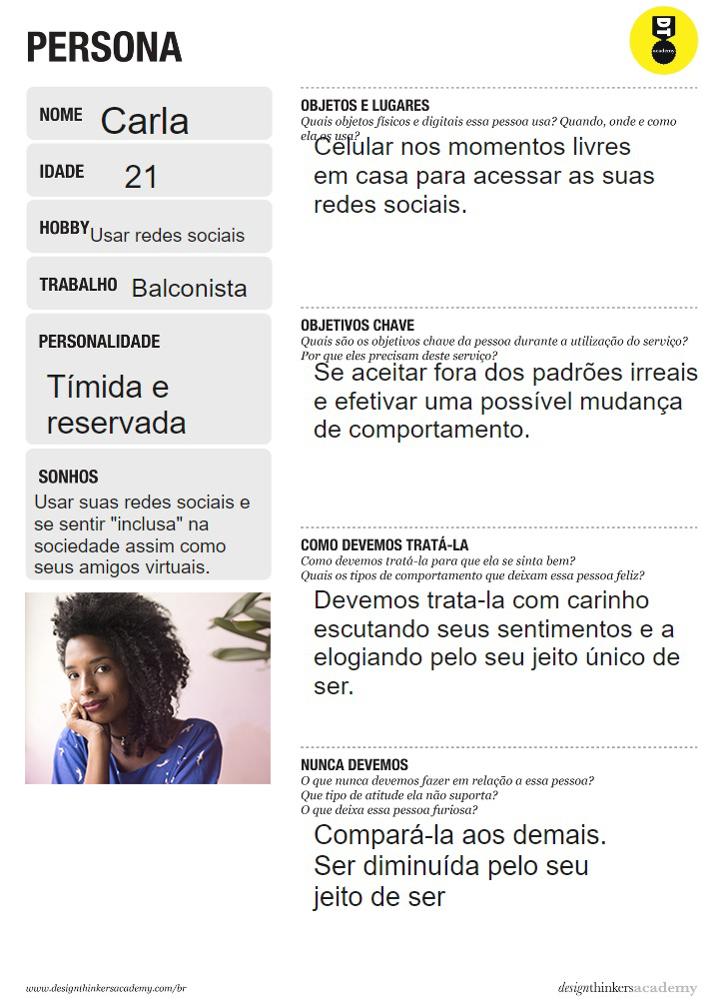 PERSONA
DT
academy
NOME Carla
IDADE 21
HOBBY Usar redes sociais
TRABALHO Balconista
PERSONALIDADE
Tímida e
reservada
SONHOS
Usar suas redes sociais e
se sentir "inclusa" na
sociedade assim como
seus amigos virtuais.
OBJETOS E LUGARES
Quais objetos físicos e digitais essa pessoa usa? Quando, onde e como
ela os usa?
Celular nos momentos livres
em casa para acessar as suas
redes sociais.
OBJETIVOS CHAVE
Quais são os objetivos chave da pessoa durante a utilização do serviço?
Por que eles precisam deste serviço?
Se aceitar fora dos padrões irreais
e efetivar uma possível mudança
de comportamento.
COMO DEVEMOS TRATÁ-LA
Como devemos tratá-la para que ela se sinta bem?
Quais os tipos de comportamento que deixam essa pessoa feliz?
Devemos trata-la com carinho
escutando seus sentimentos e a
elogiando pelo seu jeito único de
ser.
NUNCA DEVEMOS
O que nunca devemos fazer em relação a essa pessoa?
Que tipo de atitude ela não suporta?
O que deixa essa pessoa furiosa?
Compará-la aos demais.
Ser diminuída pelo seu
jeito de ser
www.designthinkersacademy.com/br
designthinkersacademy